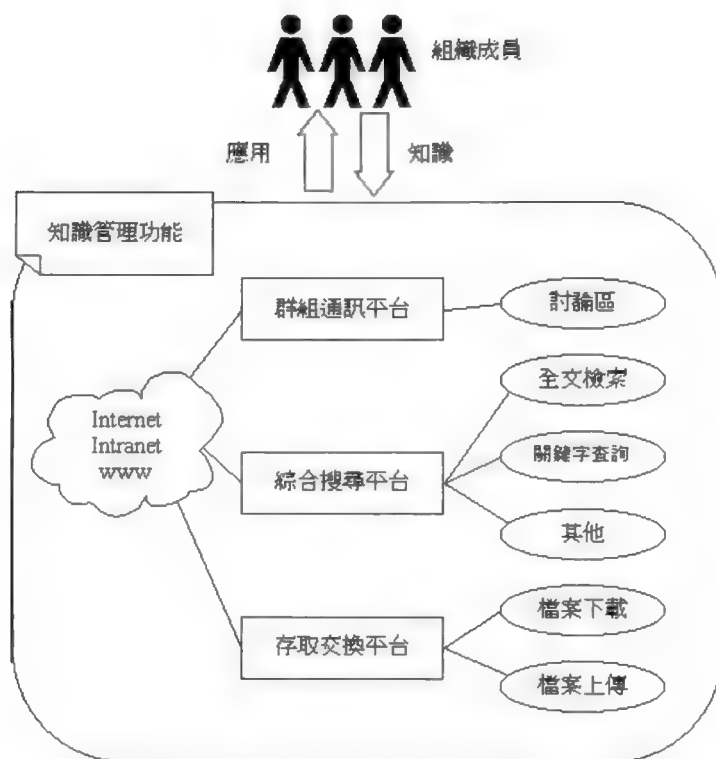 組織成員
應用
知識
知識管理功能
群組通訊平台
討論區
全文檢索
Internet
Intranet
WWW
綜合搜尋平台
關鍵字查詢
其他
存取交換平台
檔案下載
檔案上傳